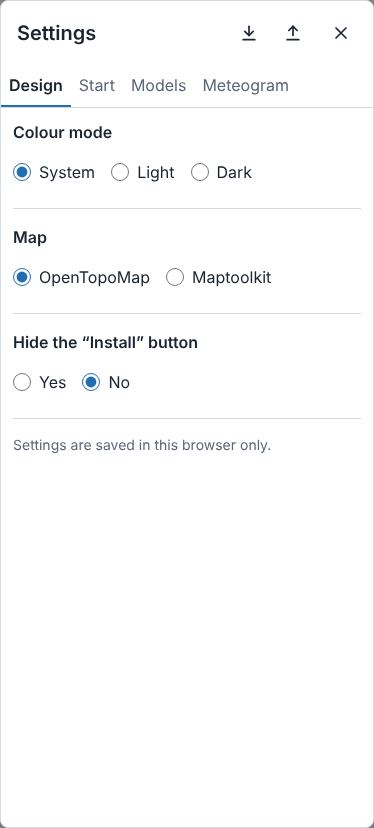 Settings
Design Start Models Meteogram
Colour mode
System Light Dark
Map
OpenTopoMap Maptoolkit
Hide the “Install” button
Yes No
Settings are saved in this browser only.